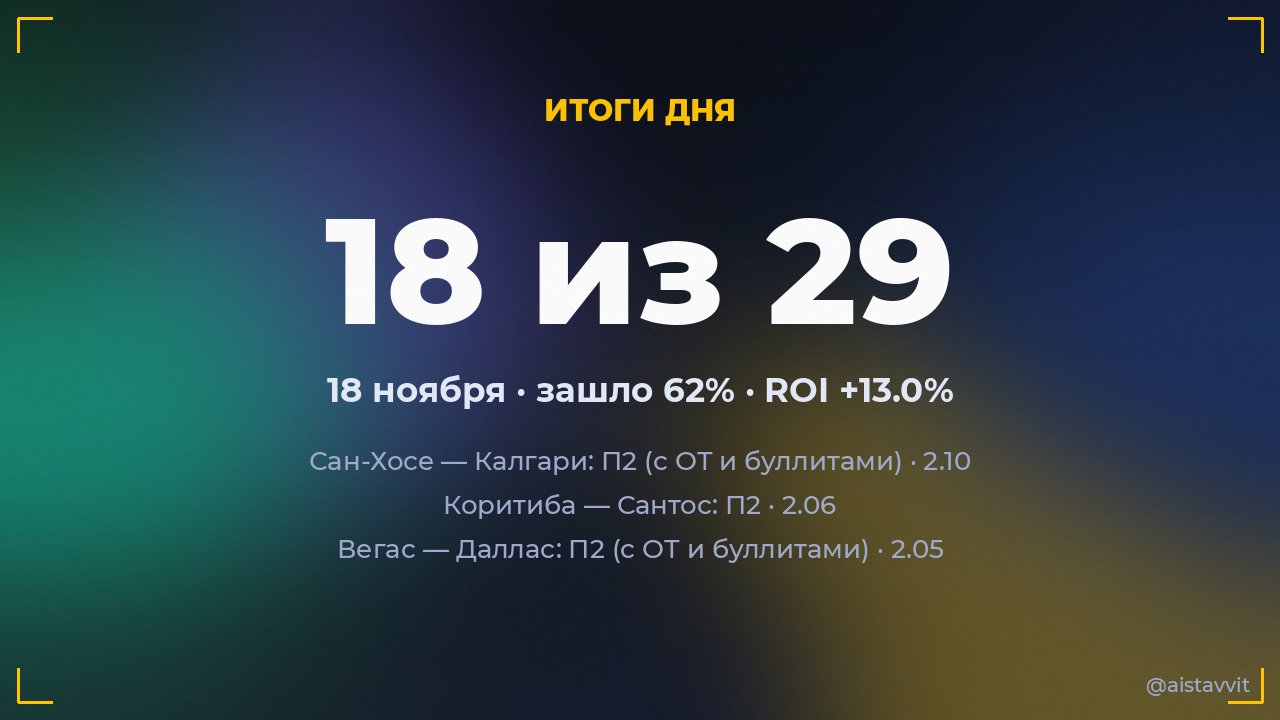 ИТОГИ ДНЯ
18 из 29
18 ноября · зашло 62% · ROI +13.0%
Сан-Хосе — Калгари: П2 (с ОТ и буллитами) · 2.10
Коритиба — Сантос: П2 · 2.06
Вегас — Даллас: П2 (с ОТ и буллитами) · 2.05
@aistavvit